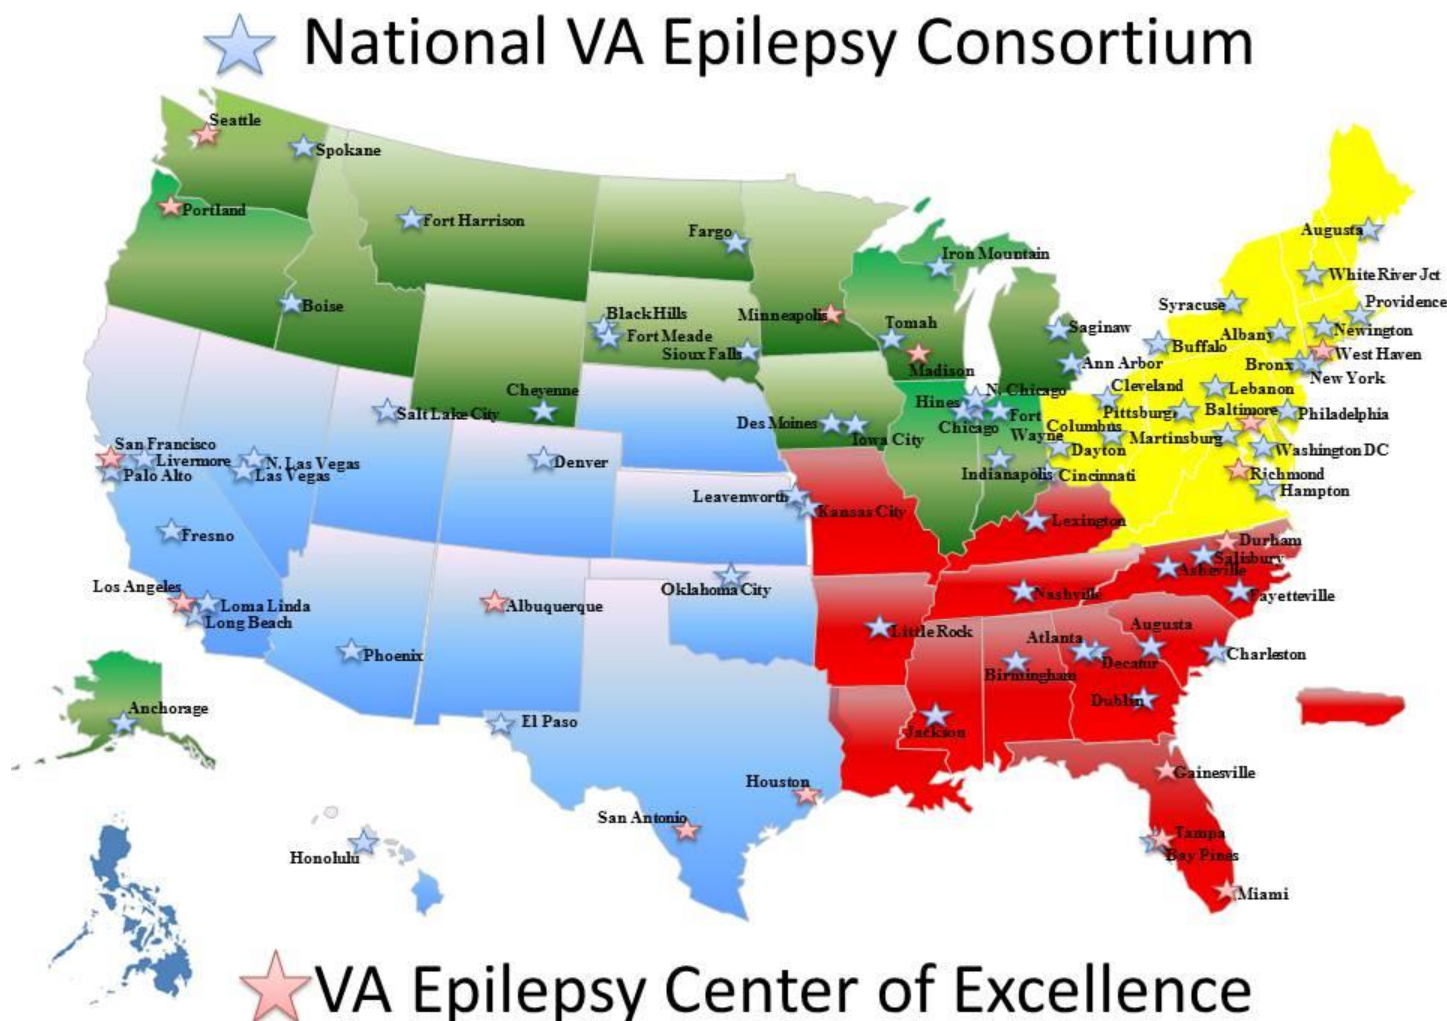 National VA Epilepsy Consortium
Seattle
Spokane
Portland
Fort Harrison
Fargo
Iron Mountain
Augusta
White River Jct
Boise
Black Hills
Fort Meade
Sioux Falls
Minneapolis
Tomah
Madison
Saginaw
Ann Arbor
Syracuse
Providence
Albany
Newington
Buffalo
West Haven
Bronx
New York
Cheyenne
Salt Lake City
Des Moines
Iowa City
Hines
N. Chicago
Chicago
Fort
Wayne
Cleveland
Lebanon
Pittsburg
Baltimore
Philadelphia
Columbus
Martinsburg
Washington DC
Dayton
San Francisco
Livermore
Palo Alto
N. Las Vegas
Las Vegas
Denver
Indianapolis
Cincinnati
Richmond
Hampton
Leavenworth
Kansas City
Lexington
Fresno
Durham
Salisbury
Asheville
Los Angeles
Loma Linda
Long Beach
Albuquerque
Oklahoma City
Nashville
Fayetteville
Little Rock
Atlanta
Augusta
Phoenix
Birmingham
Decatur
Charleston
Dublin
Anchorage
El Paso
Jackson
Houston
Gainesville
San Antonio
Tampa
Bay Pines
Honolulu
Miami
VA Epilepsy Center of Excellence